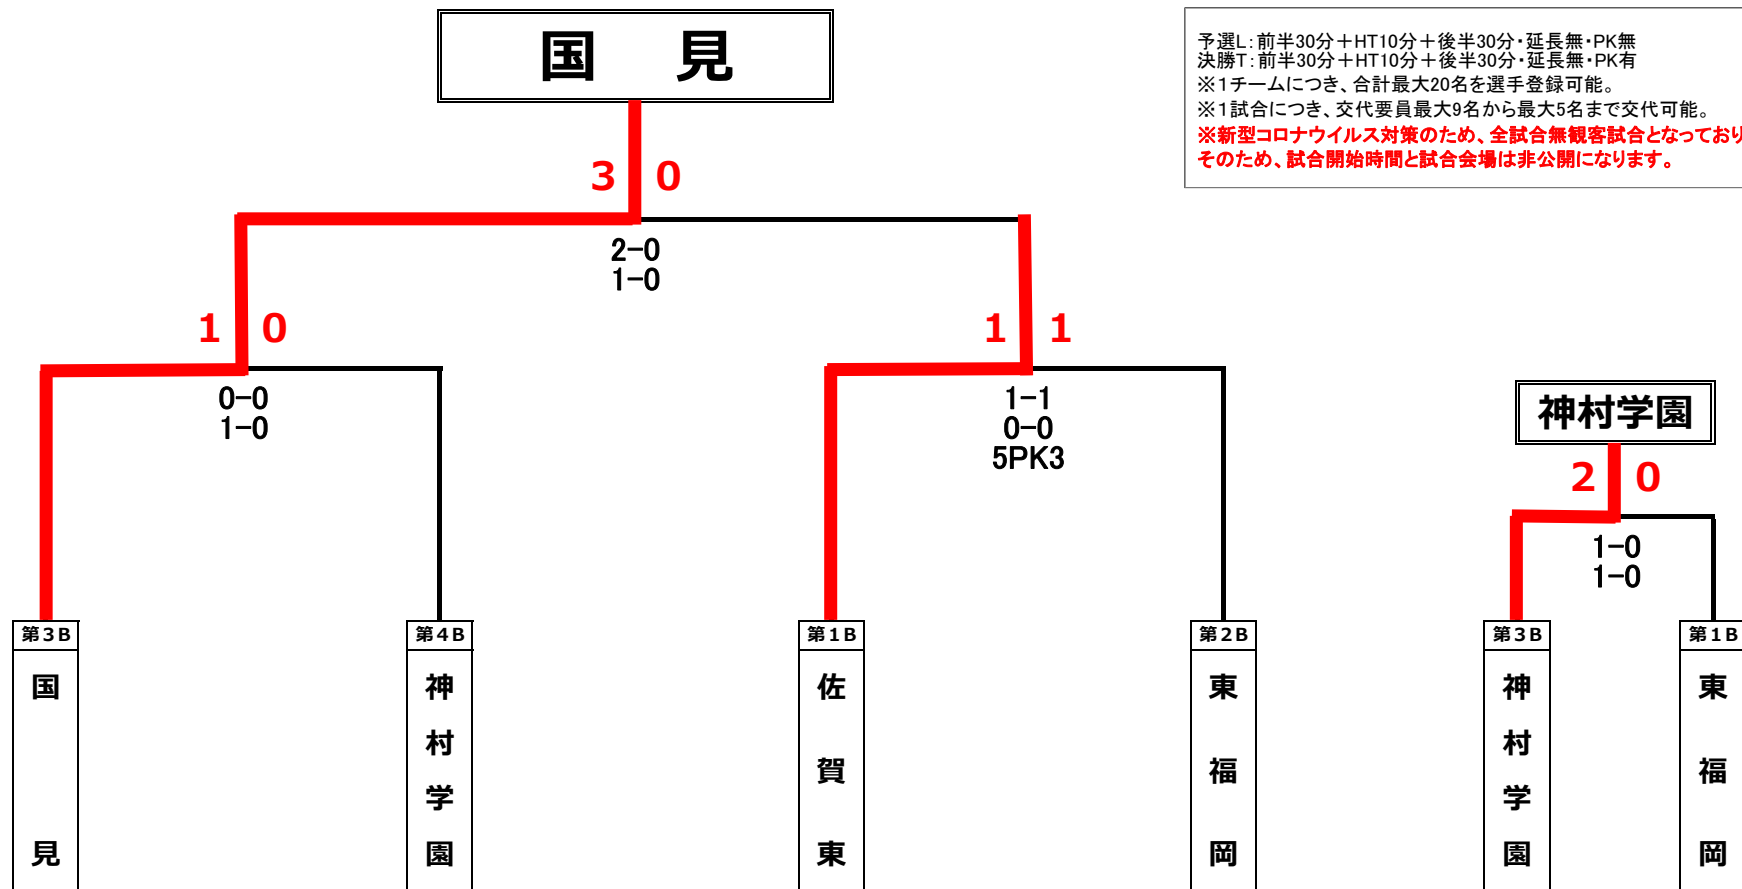 国 見
予選L:前半30分+HT10分+後半30分・延長無・PK無
決勝T:前半30分+HT10分+後半30分・延長無・PK有
※1チームにつき、合計最大20名を選手登録可能。
※1試合につき、交代要員最大9名から最大5名まで交代可能。
※新型コロナウイルス対策のため、全試合無観客試合となっており
そのため、試合開始時間と試合会場は非公開になります。
3 0
2-0
1-0
1 0
0-0
1-0
1 1
1-1
0-0
5PK3
神村学園
2 0
1-0
1-0
第3B
国見
第4B
神村学園
第1B
佐賀東
第2B
東福岡
第3B
神村学園
第1B
東福岡